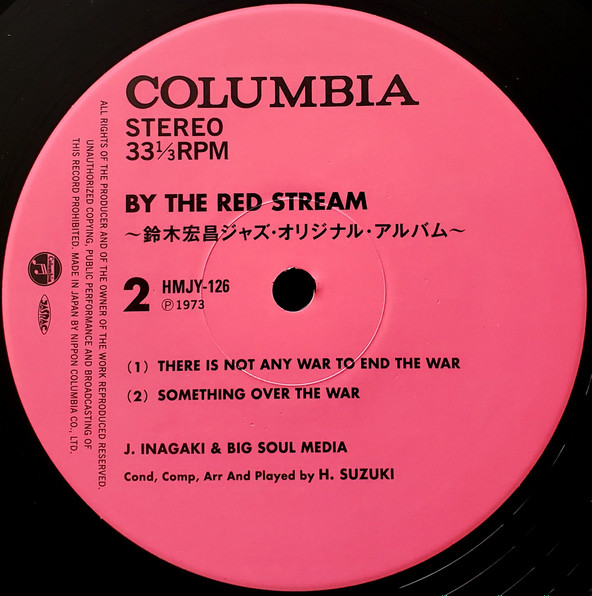 COLUMBIA
STEREO
33⅓RPM
BY THE RED STREAM
～鈴木宏昌ジャズ・オリジナル・アルバム～
2
HMJY-126
Ⓟ1973
(1) THERE IS NOT ANY WAR TO END THE WAR
(2) SOMETHING OVER THE WAR
J. INAGAKI & BIG SOUL MEDIA
Cond, Comp, Arr And Played by H. SUZUKI
ALL RIGHTS OF THE PRODUCER AND OF THE OWNER OF THE WORK REPRODUCED RESERVED.
UNAUTHORIZED COPYING, PUBLIC PERFORMANCE AND BROADCASTING OF
THIS RECORD PROHIBITED. MADE IN JAPAN BY NIPPON COLUMBIA CO., LTD.
Columbia
JASRAC